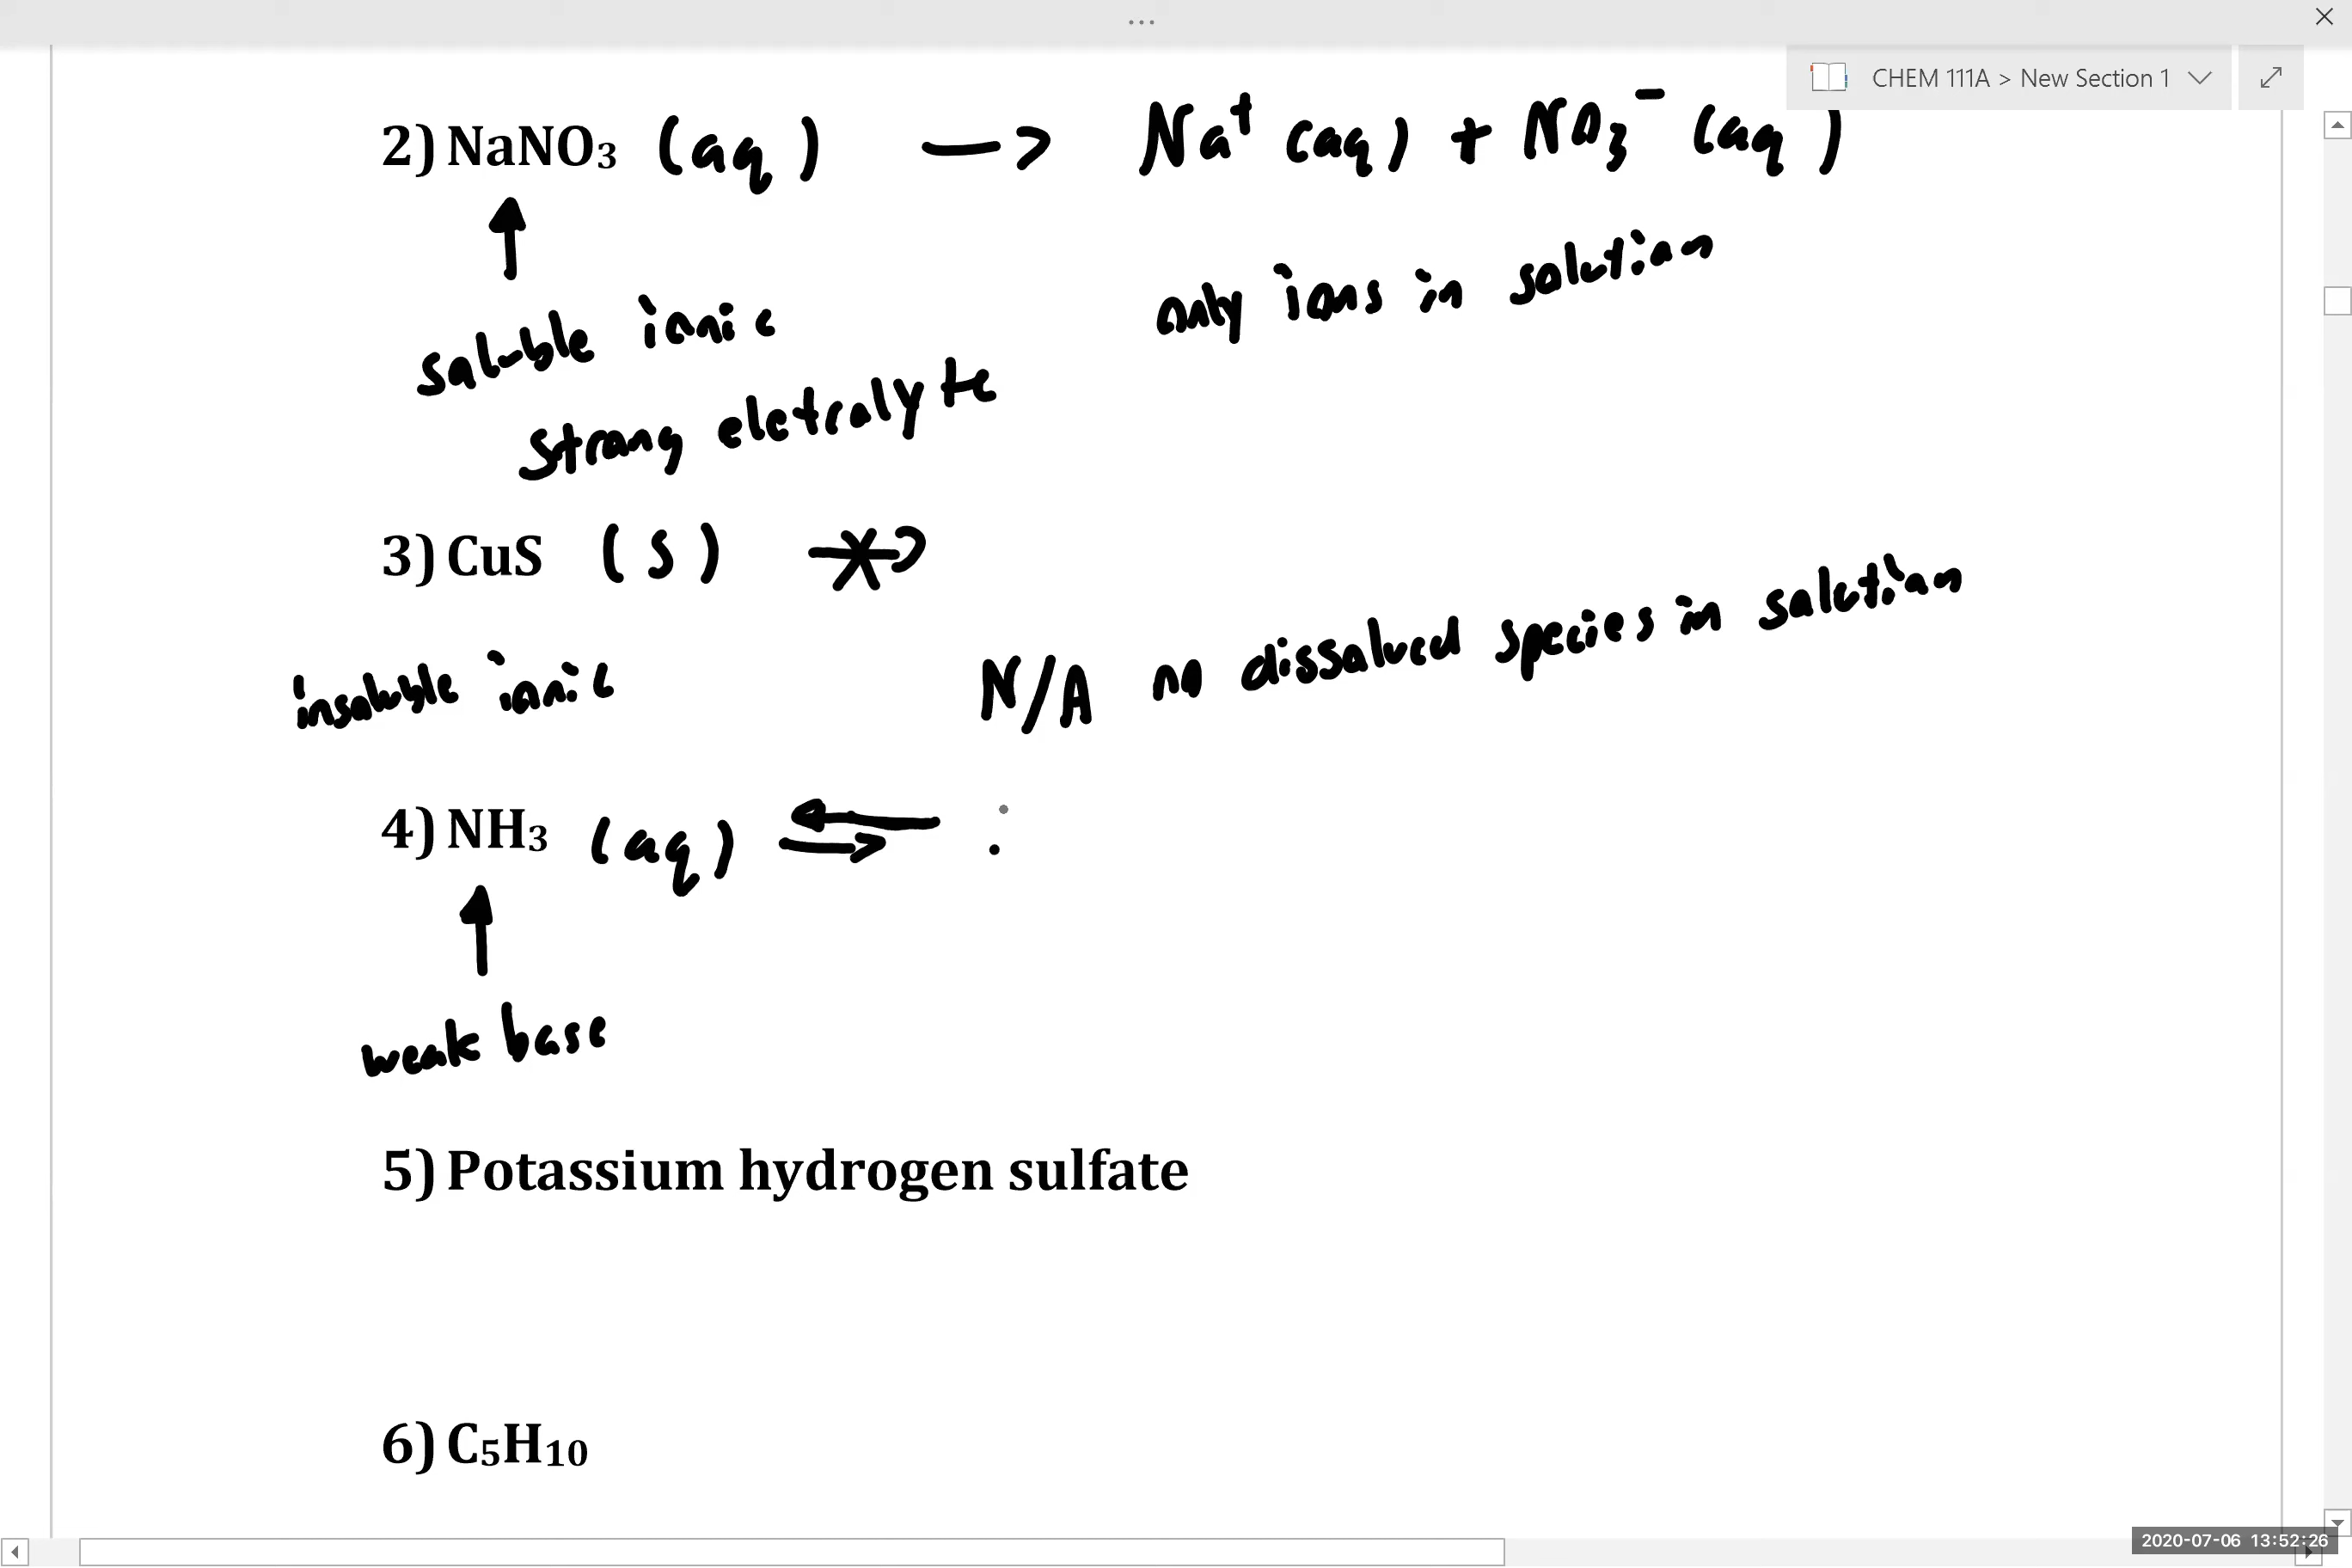 ...
CHEM 111A > New Section 1
2) NaNO₃ (aq) —> Na⁺ (aq) + NO₃⁻ (aq)
only ions in solution
soluble ionic
strong eletrolyte
3) CuS (s)
N/A no dissolved species in solution
insoluble ionic
4) NH₃ (aq) ⇌
weak base
5) Potassium hydrogen sulfate
6) C₅H₁₀
2020-07-06 13:52:26